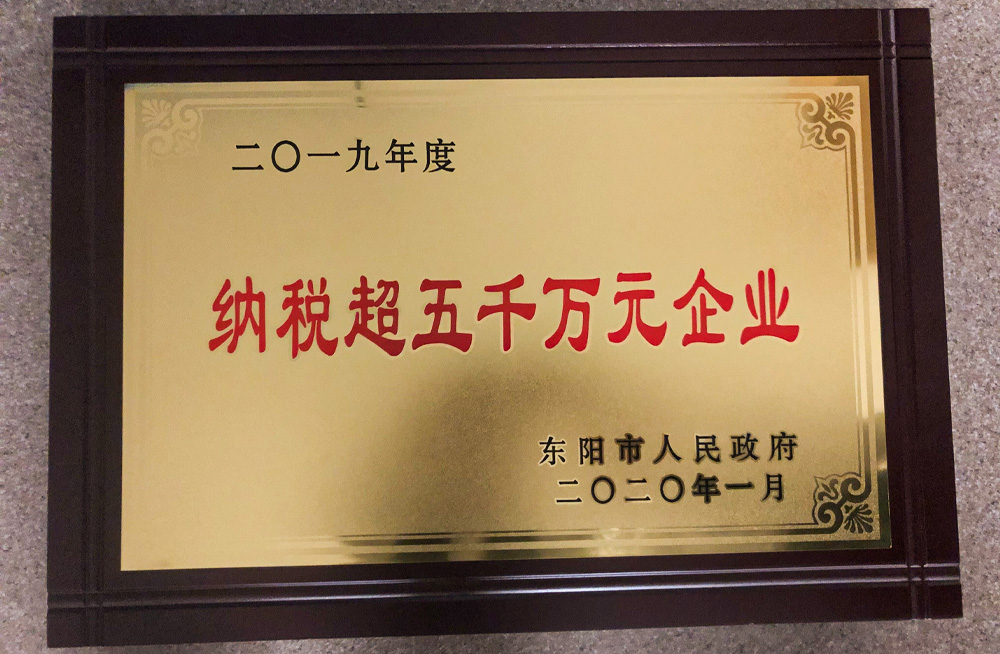 二〇一九年度
纳税超五千万元企业
东阳市人民政府
二〇二〇年一月